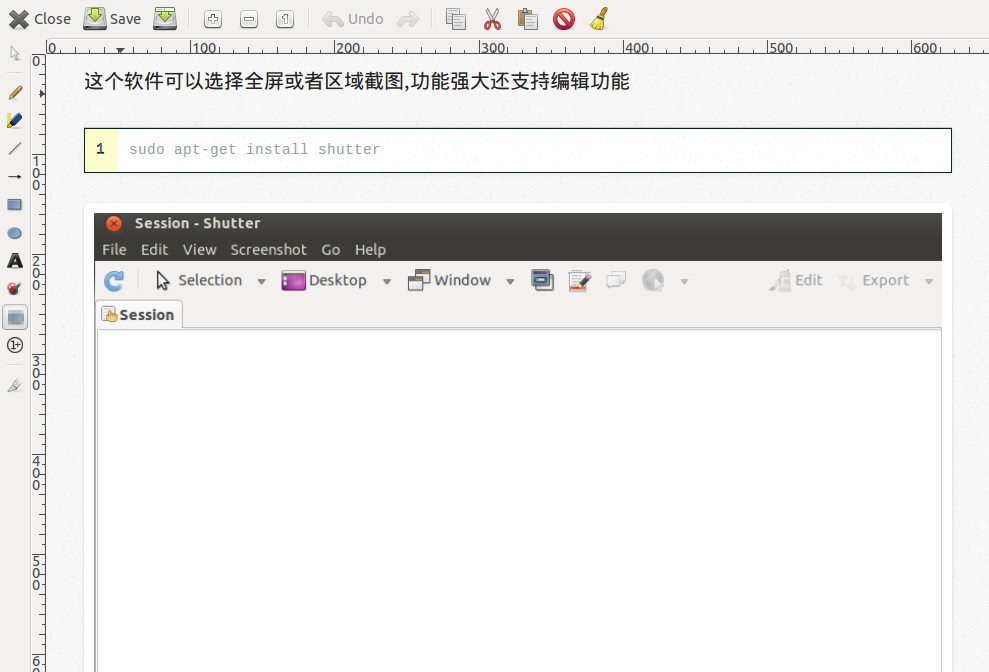 Close Save Undo
0 100 200 300 400 500 600
这个软件可以选择全屏或者区域截图,功能强大还支持编辑功能
1 sudo apt-get install shutter
Session - Shutter
File Edit View Screenshot Go Help
Selection Desktop Window Edit Export
Session
0
100
200
300
400
500
6